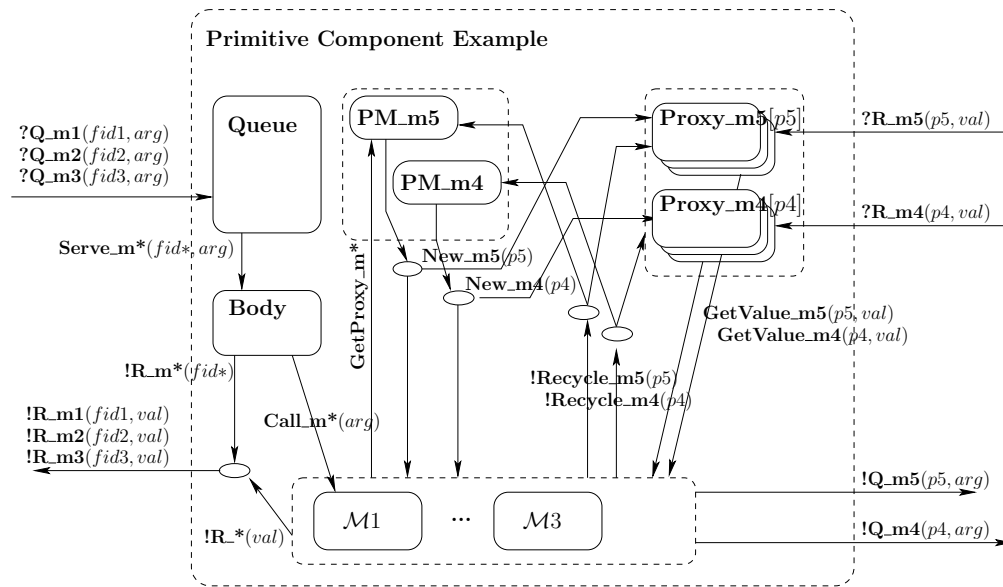 Primitive Component Example
PM_m5
Queue
Proxy_m5[p5]
?Q_m1(fid1, arg)
?Q_m2(fid2, arg)
?Q_m3(fid3, arg)
?R_m5(p5, val)
PM_m4
Proxy_m4[p4]
?R_m4(p4, val)
Serve_m*(fid*, arg)
GetProxy_m*
New_m5(p5)
New_m4(p4)
Body
GetValue_m5(p5, val)
GetValue_m4(p4, val)
!R_m*(fid*)
!Recycle_m5(p5)
!Recycle_m4(p4)
!R_m1(fid1, val)
!R_m2(fid2, val)
!R_m3(fid3, val)
Call_m*(arg)
!Q_m5(p5, arg)
M1 ... M3
!R_*(val)
!Q_m4(p4, arg)